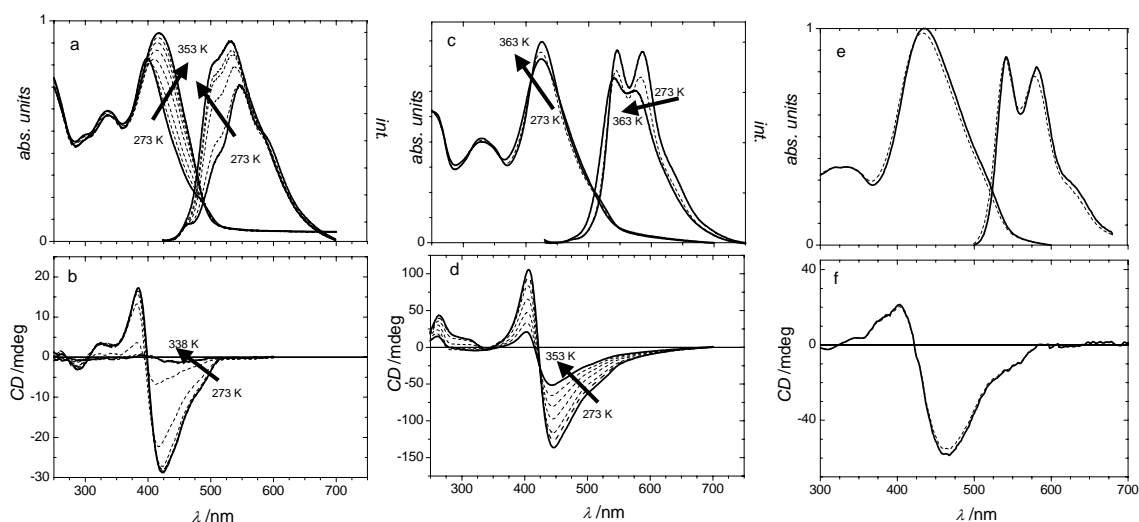 a
1
0
abs. units
int.
353 K
273 K
273 K
b
20
10
0
-10
-20
-30
CD /mdeg
338 K
273 K
300 400 500 600 700
λ /nm
c
363 K
273 K
273 K
363 K
abs. units
int.
d
100
50
0
-50
-100
-150
CD /mdeg
353 K
273 K
300 400 500 600 700
λ /nm
e
1
0
abs. units
f
40
0
-40
CD /mdeg
300 400 500 600 700
λ /nm